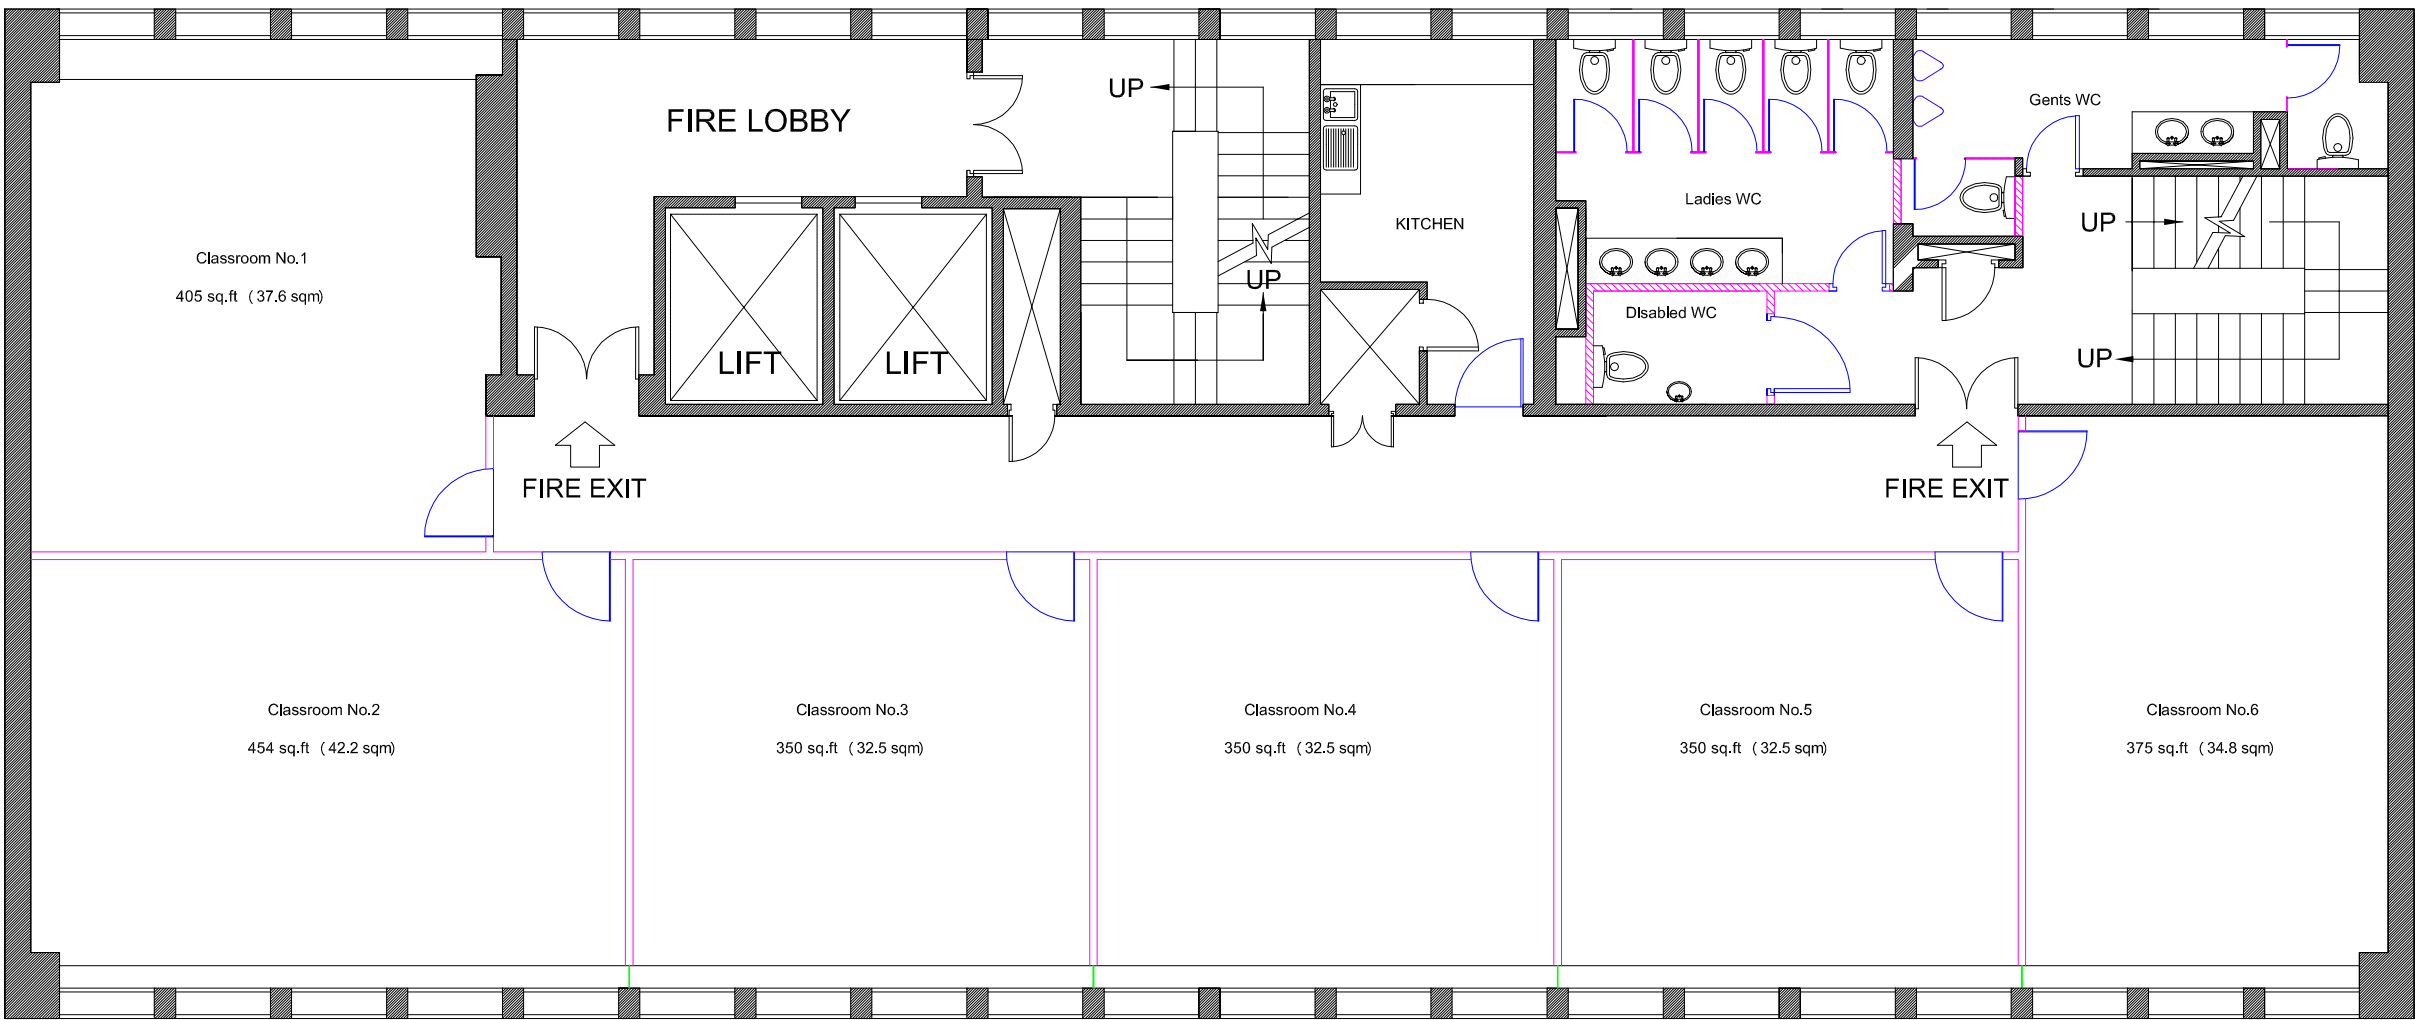 UP
FIRE LOBBY
Gents WC
Ladies WC
UP
KITCHEN
Classroom No.1
405 sq.ft (37.6 sqm)
UP
Disabled WC
LIFT
LIFT
UP
FIRE EXIT
FIRE EXIT
Classroom No.2
454 sq.ft (42.2 sqm)
Classroom No.3
350 sq.ft (32.5 sqm)
Classroom No.4
350 sq.ft (32.5 sqm)
Classroom No.5
350 sq.ft (32.5 sqm)
Classroom No.6
375 sq.ft (34.8 sqm)